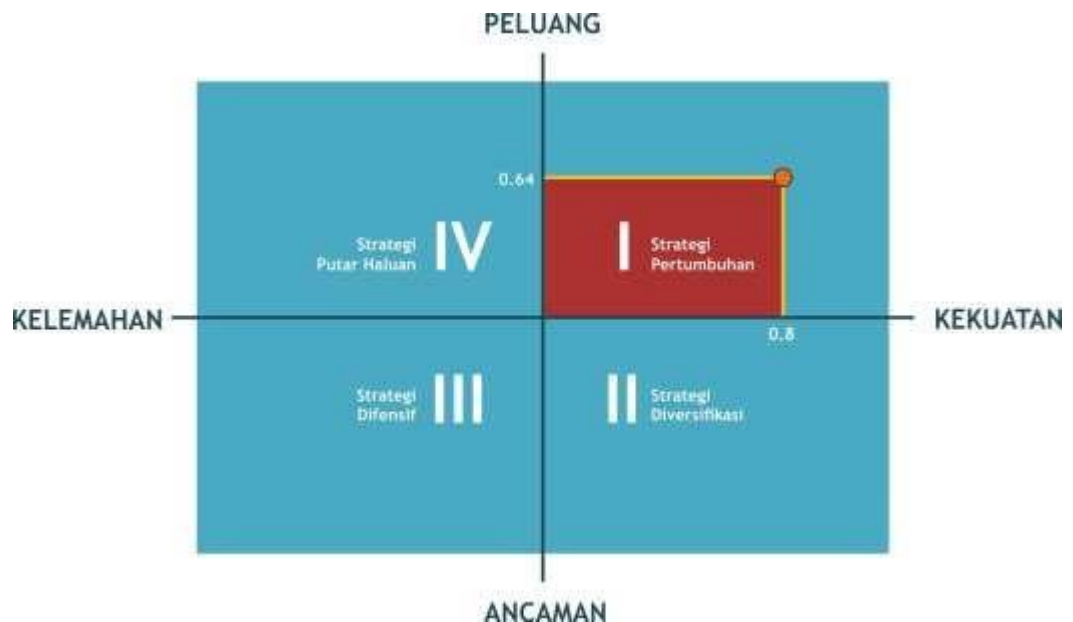 PELUANG
0.64
Strategi
Putar Haluan
IV
I
Strategi
Pertumbuhan
KELEMAHAN
KEKUATAN
0.8
Strategi
Difensif
III
II
Strategi
Diversifikasi
ANCAMAN